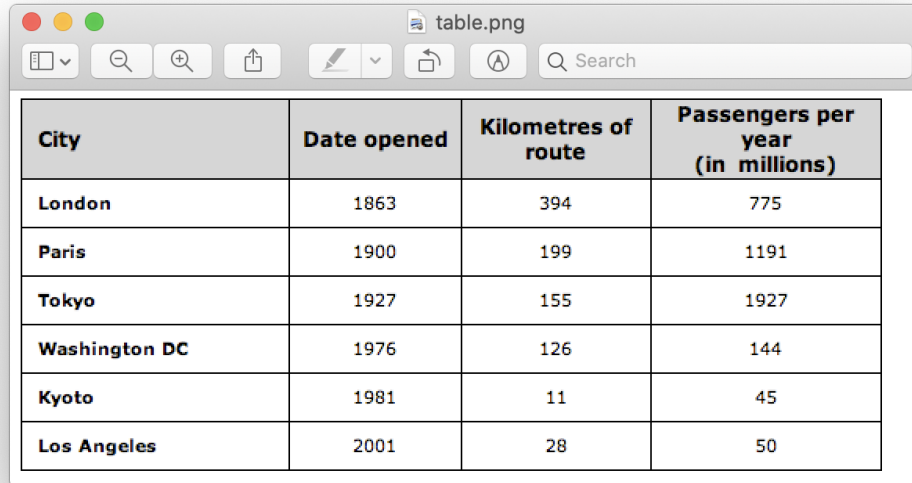 table.png
Search
City Date opened Kilometres of route Passengers per year (in millions)
London 1863 394 775
Paris 1900 199 1191
Tokyo 1927 155 1927
Washington DC 1976 126 144
Kyoto 1981 11 45
Los Angeles 2001 28 50